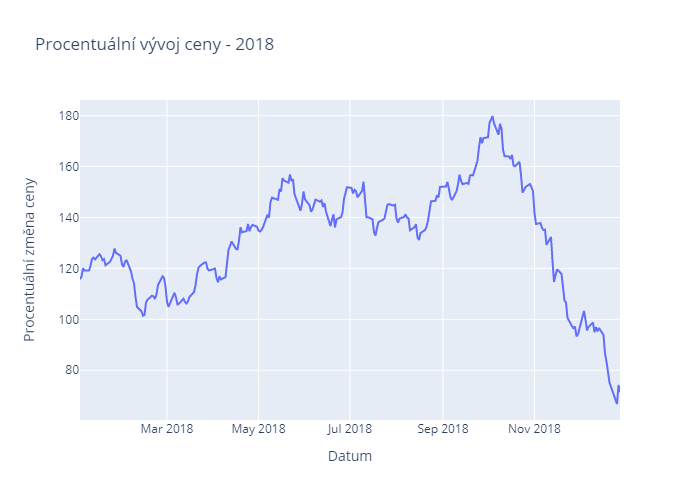 Procentuální vývoj ceny - 2018
Procentuální změna ceny
180
160
140
120
100
80
Mar 2018
May 2018
Jul 2018
Sep 2018
Nov 2018
Datum